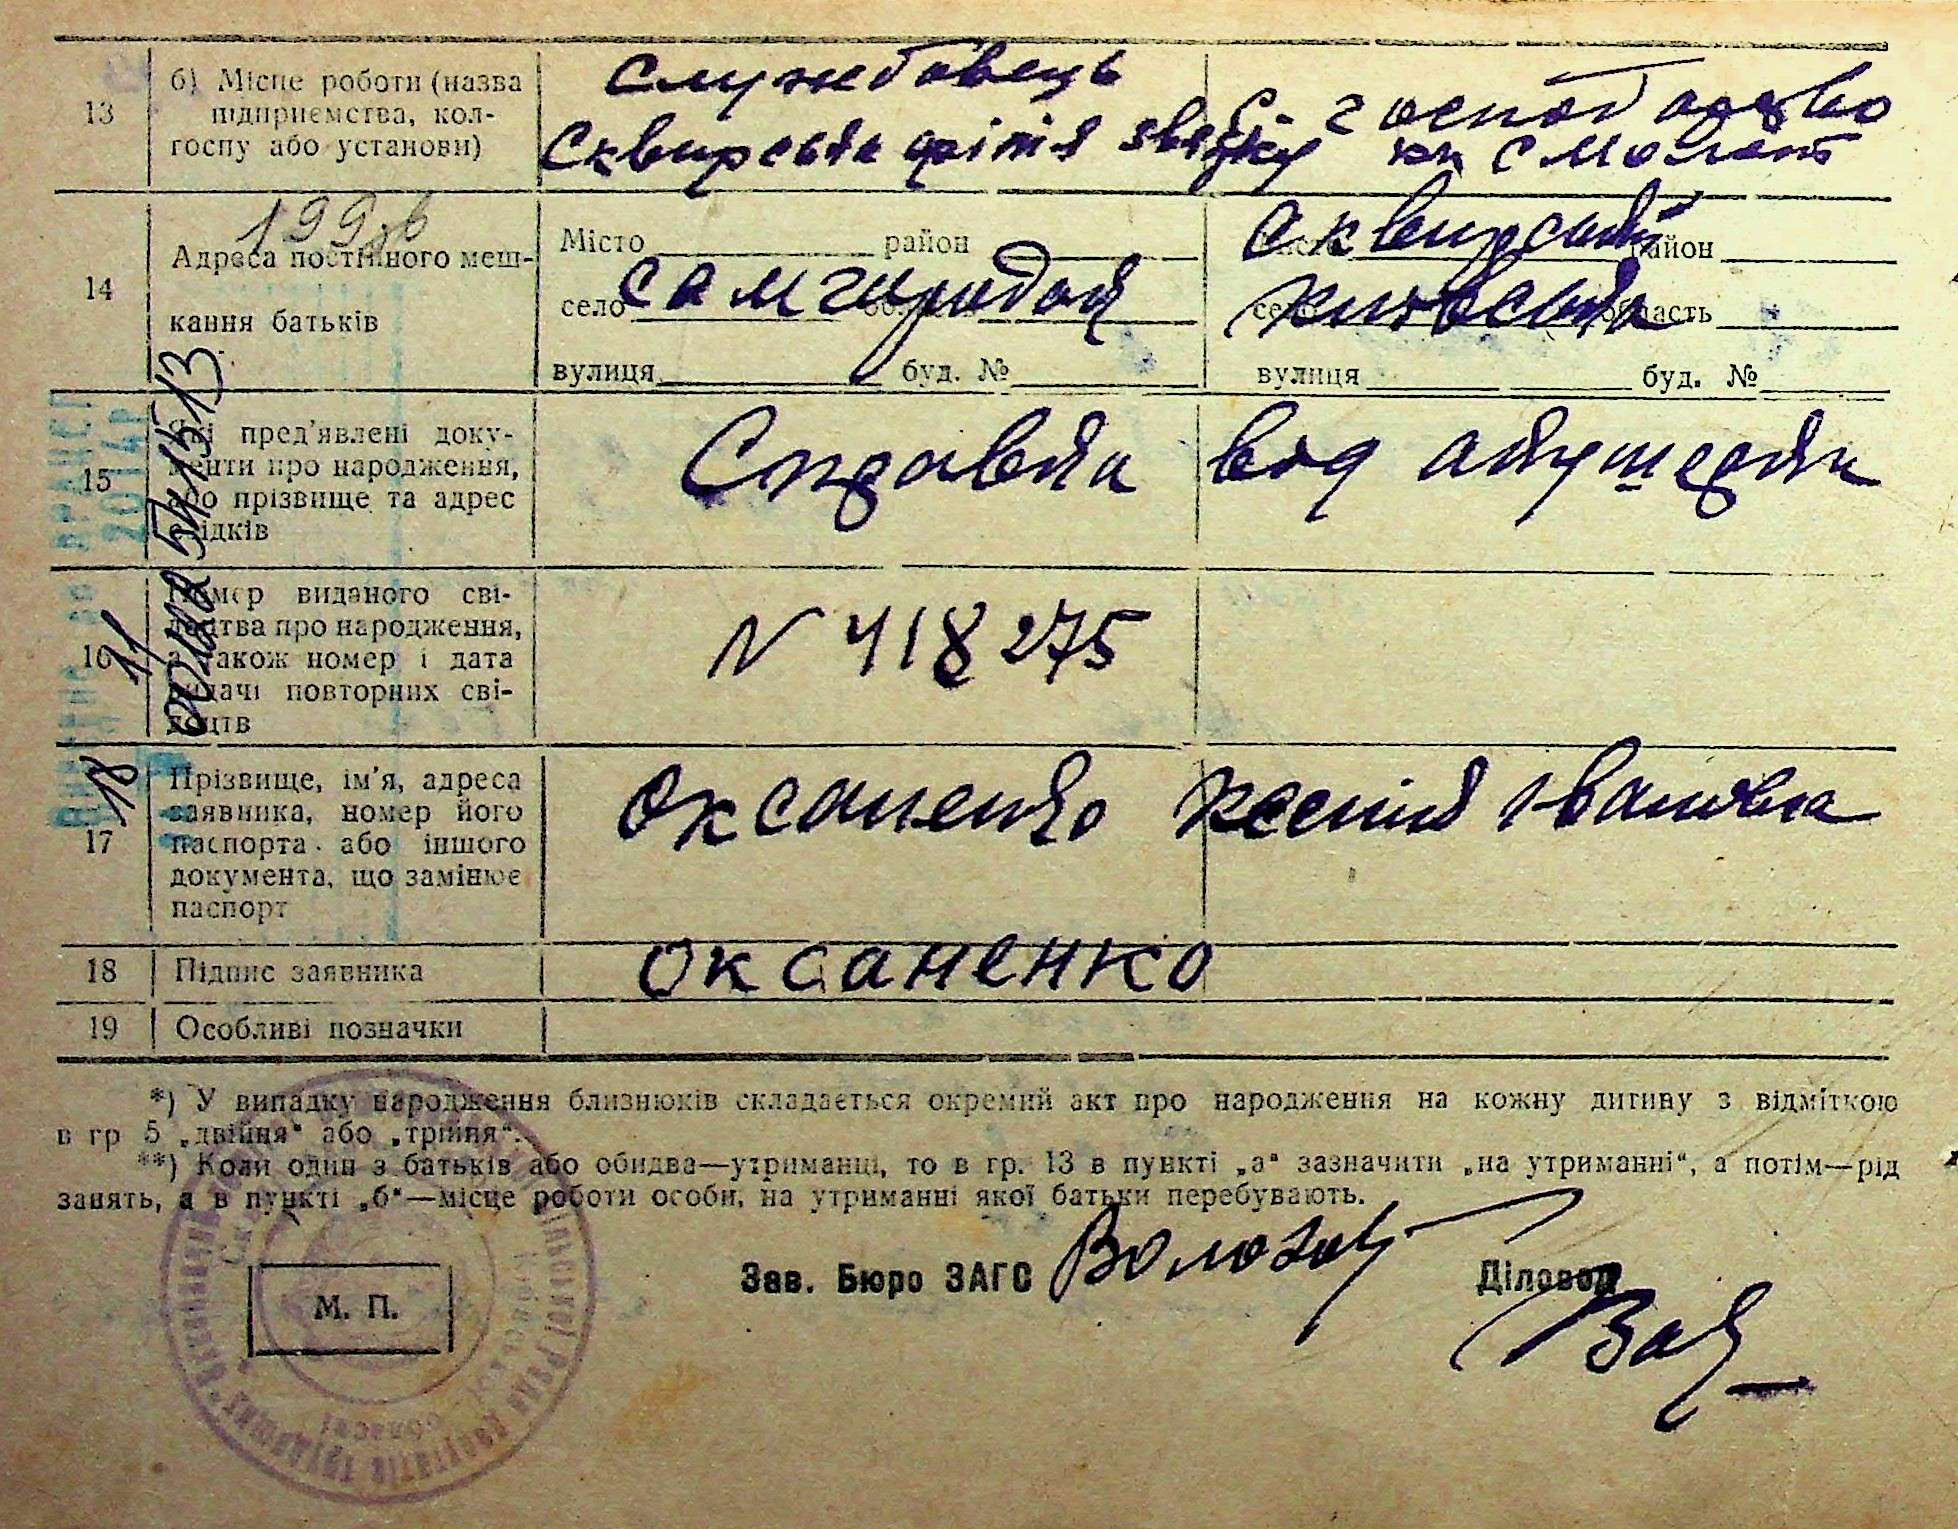 13
б) Місце роботи (назва
підприємства, кол-
госпу або установи)
службовець
Сквирська філія звязку
С. господарство
14
Адреса постійного меш-
кання батьків
Місто район
село
вулиця буд. №
самгородок
район
село область
вулиця буд. №
сквирський
київська
15
Які пред'явлені доку-
менти про народження,
або прізвище та адрес
свідків
Справка від акушерки
16
Номер виданого сві-
доцтва про народження,
а також номер і дата
видачі повторних сві-
доцтв
N 418275
17
Прізвище, ім'я, адреса
заявника, номер його
паспорта або іншого
документа, що замінює
паспорт
Оксаненко Ксенія Івановна
18 Підпис заявника
Оксаненко
19 Особливі позначки
2014р
*) У випадку народження близнюків складається окремий акт про народження на кожну дитину з відміткою
в гр 5 „двійня“ або „трійня“.
**) Коли один з батьків або обидва—утриманці, то в гр. 13 в пункті „а“ зазначити „на утриманні“, а потім—рід
занять, а в пункті „б“—місце роботи особи, на утриманні якої батьки перебувають.
Зав. Бюро ЗАГС
Діловод
М. П.